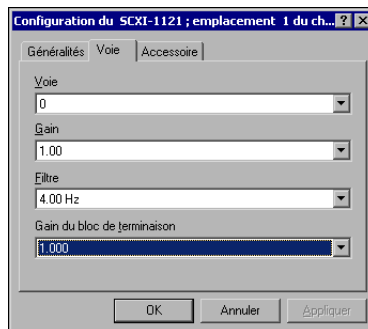 Configuration du SCXI-1121 ; emplacement 1 du ch...
Généralités Voie Accessoire
Voie
0
Gain
1.00
Filtre
4.00 Hz
Gain du bloc de terminaison
1.000
OK Annuler Appliquer